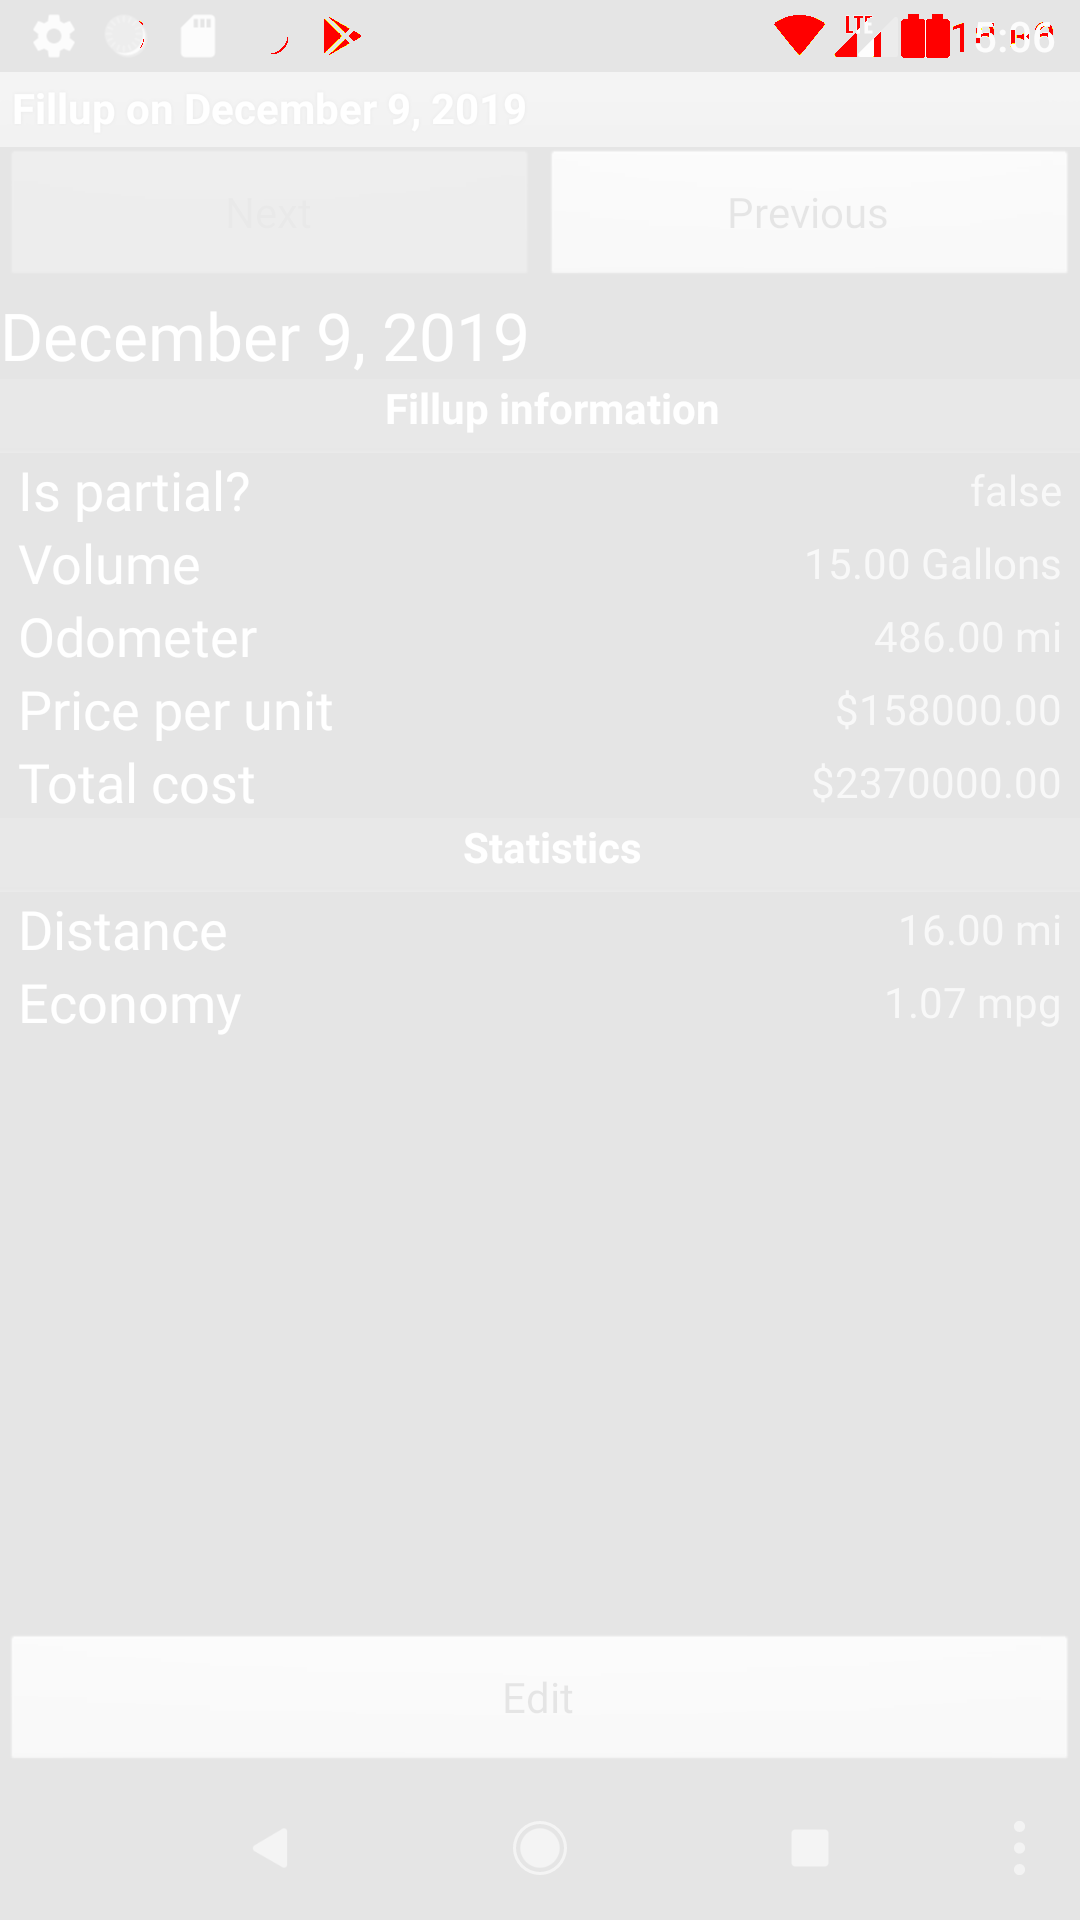 LTE
Fillup on December 9, 2019
Next Previous
December 9, 2019
Fillup information
Is partial? false
Volume 15.00 Gallons
Odometer 486.00 mi
Price per unit $158000.00
Total cost $2370000.00
Statistics
Distance 16.00 mi
Economy 1.07 mpg
Edit